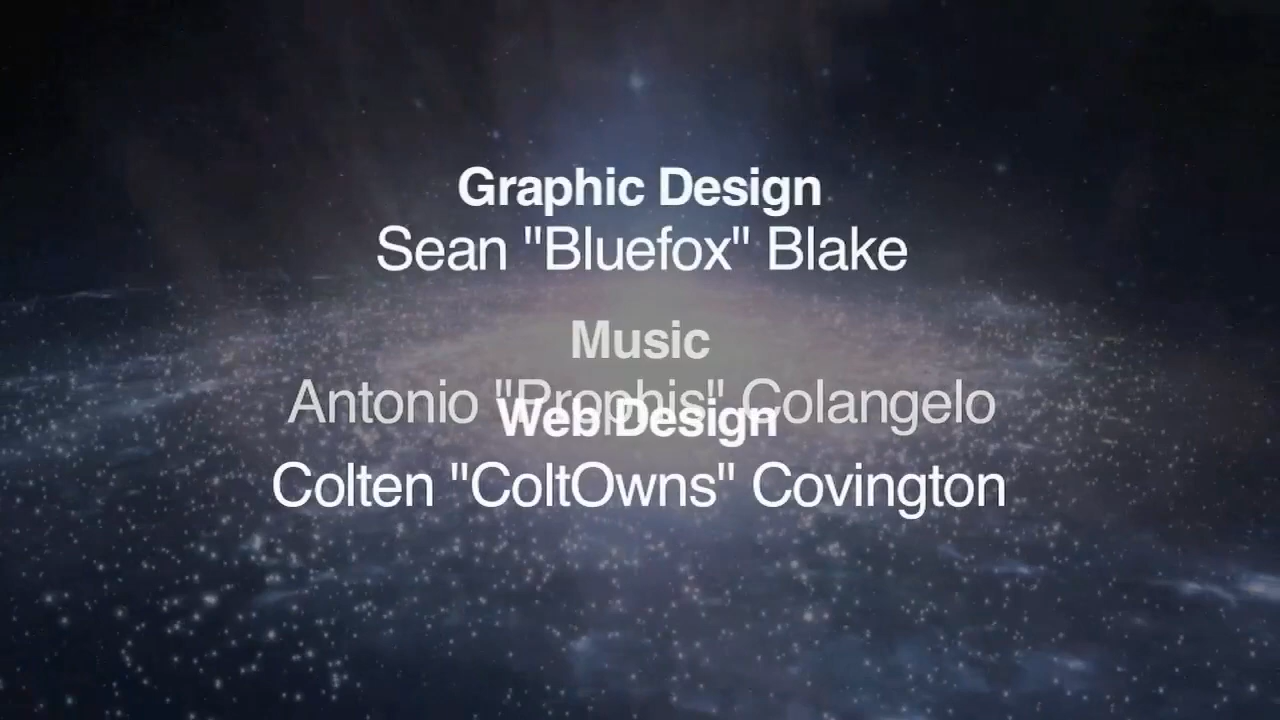 Graphic Design
Sean "Bluefox" Blake
Music
Antonio "Prophis" Colangelo
Web Design
Colten "ColtOwns" Covington